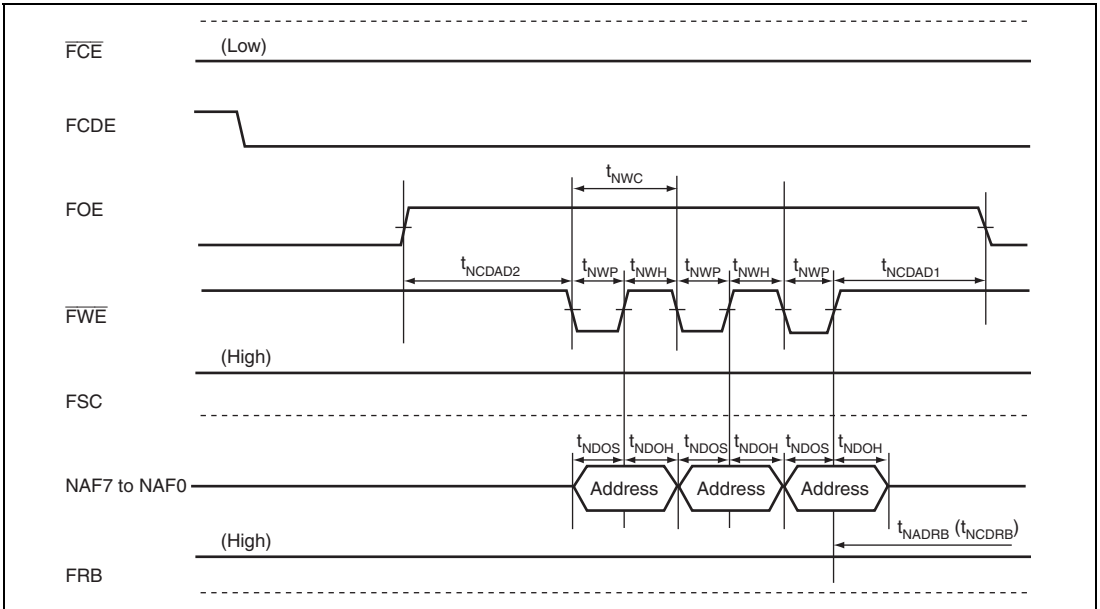 FCE
(Low)
FCDE
FOE
tNWC
tNCDAD2
tNWP
tNWH
tNWP
tNWH
tNWP
tNCDAD1
FWE
(High)
FSC
tNDOS
tNDOH
tNDOS
tNDOH
tNDOS
tNDOH
NAF7 to NAF0
Address
Address
Address
tNADRB (tNCDRB)
(High)
FRB